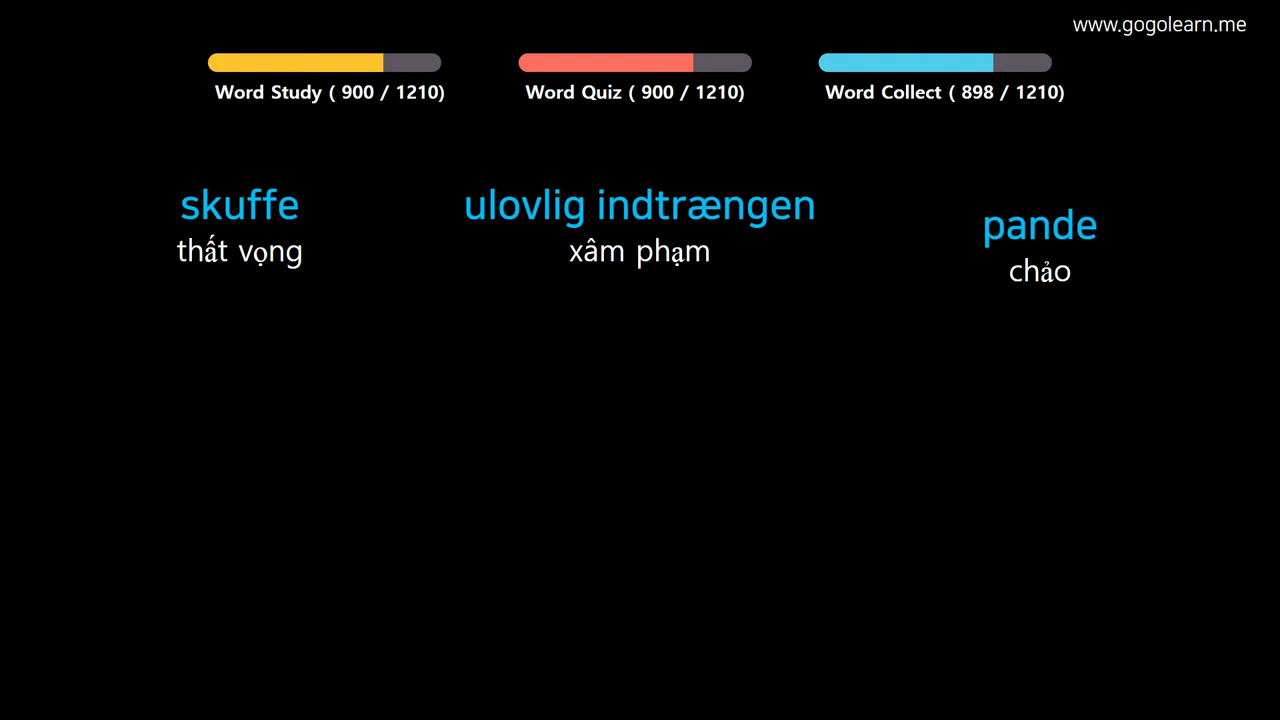 www.gogolearn.me
Word Study ( 900 / 1210)
Word Quiz ( 900 / 1210)
Word Collect ( 898 / 1210)
skuffe
thất vọng
ulovlig indtrængen
xâm phạm
pande
chảo